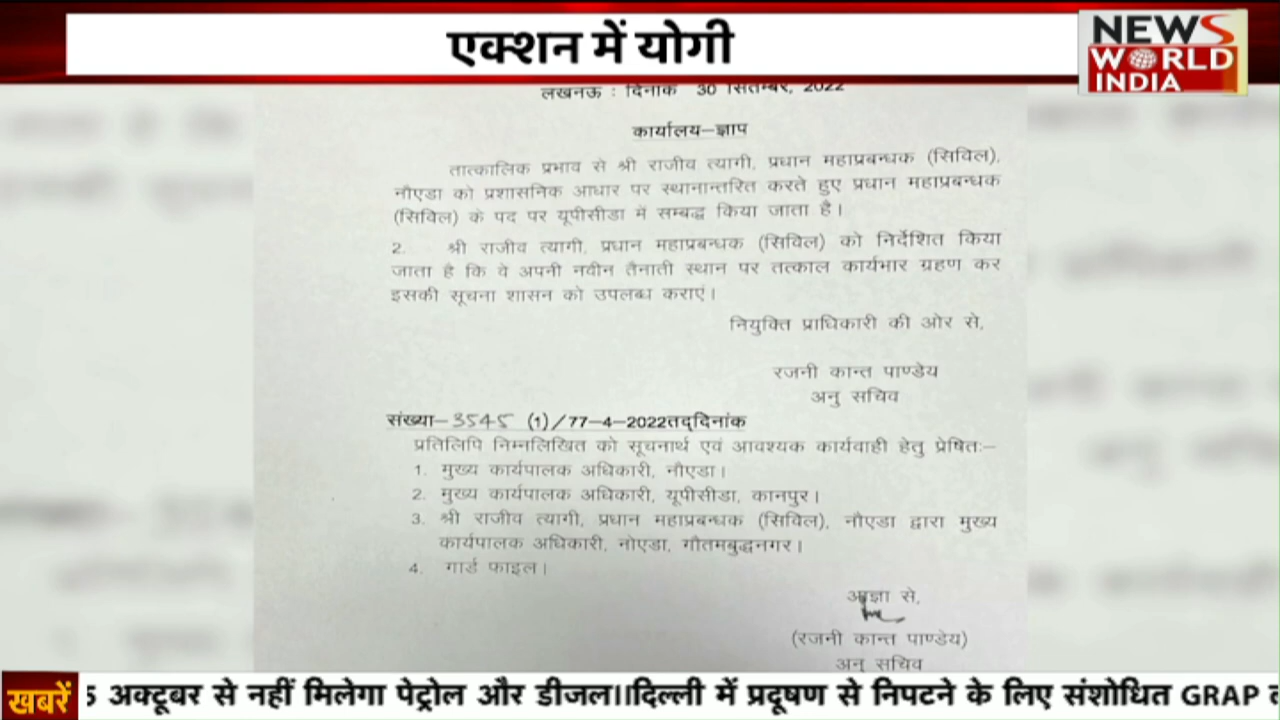 एक्शन में योगी
NEWS
WORLD
INDIA
लखनऊ : दिनांक 30 सितम्बर, 2022
कार्यालय-ज्ञाप
तात्कालिक प्रभाव से श्री राजीव त्यागी, प्रधान महाप्रबन्धक (सिविल),
नौएडा को प्रशासनिक आधार पर स्थानान्तरित करते हुए प्रधान महाप्रबन्धक
(सिविल) के पद पर यूपीसीडा में सम्बद्ध किया जाता है।
2. श्री राजीव त्यागी, प्रधान महाप्रबन्धक (सिविल) को निर्देशित किया
जाता है कि वे अपनी नवीन तैनाती स्थान पर तत्काल कार्यभार ग्रहण कर
इसकी सूचना शासन को उपलब्ध कराएं।
नियुक्ति प्राधिकारी की ओर से,
रजनी कान्त पाण्डेय
अनु सचिव
संख्या-3545 (1)/77-4-2022तद्दिनांक
प्रतिलिपि निम्नलिखित को सूचनार्थ एवं आवश्यक कार्यवाही हेतु प्रेषितः-
1. मुख्य कार्यपालक अधिकारी, नौएडा।
2. मुख्य कार्यपालक अधिकारी, यूपीसीडा, कानपुर।
3. श्री राजीव त्यागी, प्रधान महाप्रबन्धक (सिविल), नौएडा द्वारा मुख्य
कार्यपालक अधिकारी, नोएडा, गौतमबुद्धनगर।
4. गार्ड फाइल।
आज्ञा से,
(रजनी कान्त पाण्डेय)
अनु सचिव
खबरें
5 अक्टूबर से नहीं मिलेगा पेट्रोल और डीजल।।दिल्ली में प्रदूषण से निपटने के लिए संशोधित GRAP